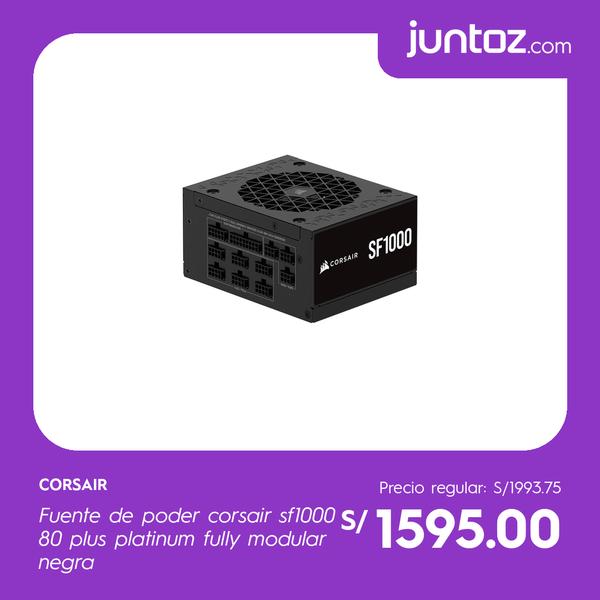 juntoz.com
SF1000
CORSAIR
CORSAIR
Precio regular: S/1993.75
Fuente de poder corsair sf1000
80 plus platinum fully modular
negra
S/1595.00